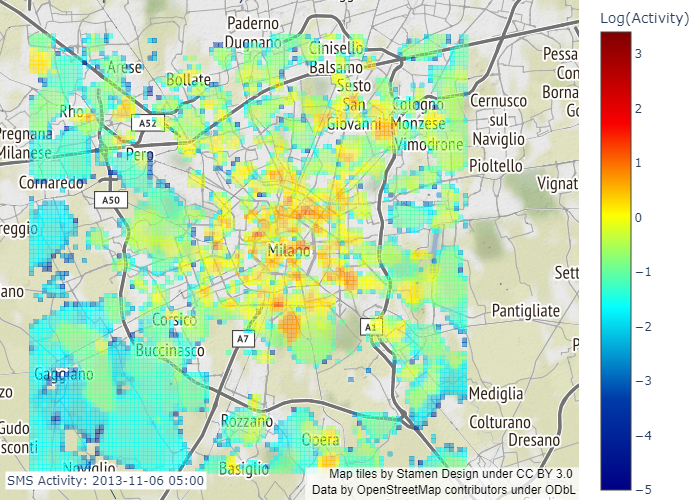 Log(Activity)
3
2
1
0
−1
−2
−3
−4
−5
Paderno
Dugnano
Cinisello
Balsamo
Arese
Bollate
Sesto
San
Giovanni
Cologno
Monzese
Vimodrone
Cernusco
sul
Naviglio
Pioltello
Pessa
Con
Borna
Rho
A52
Pregnana
Milanese
Pero
Cornaredo
A50
Vignat
reggio
Milano
Sett
ano
Corsico
A7
A1
Pantigliate
Buccinasco
Gaggiano
Mediglia
Rozzano
Colturano
Dresano
Opera
Gudo
sconti
zzo
Basiglio
Noviglio
SMS Activity: 2013-11-06 05:00
Map tiles by Stamen Design under CC BY 3.0
Data by OpenStreetMap contributors under ODbL